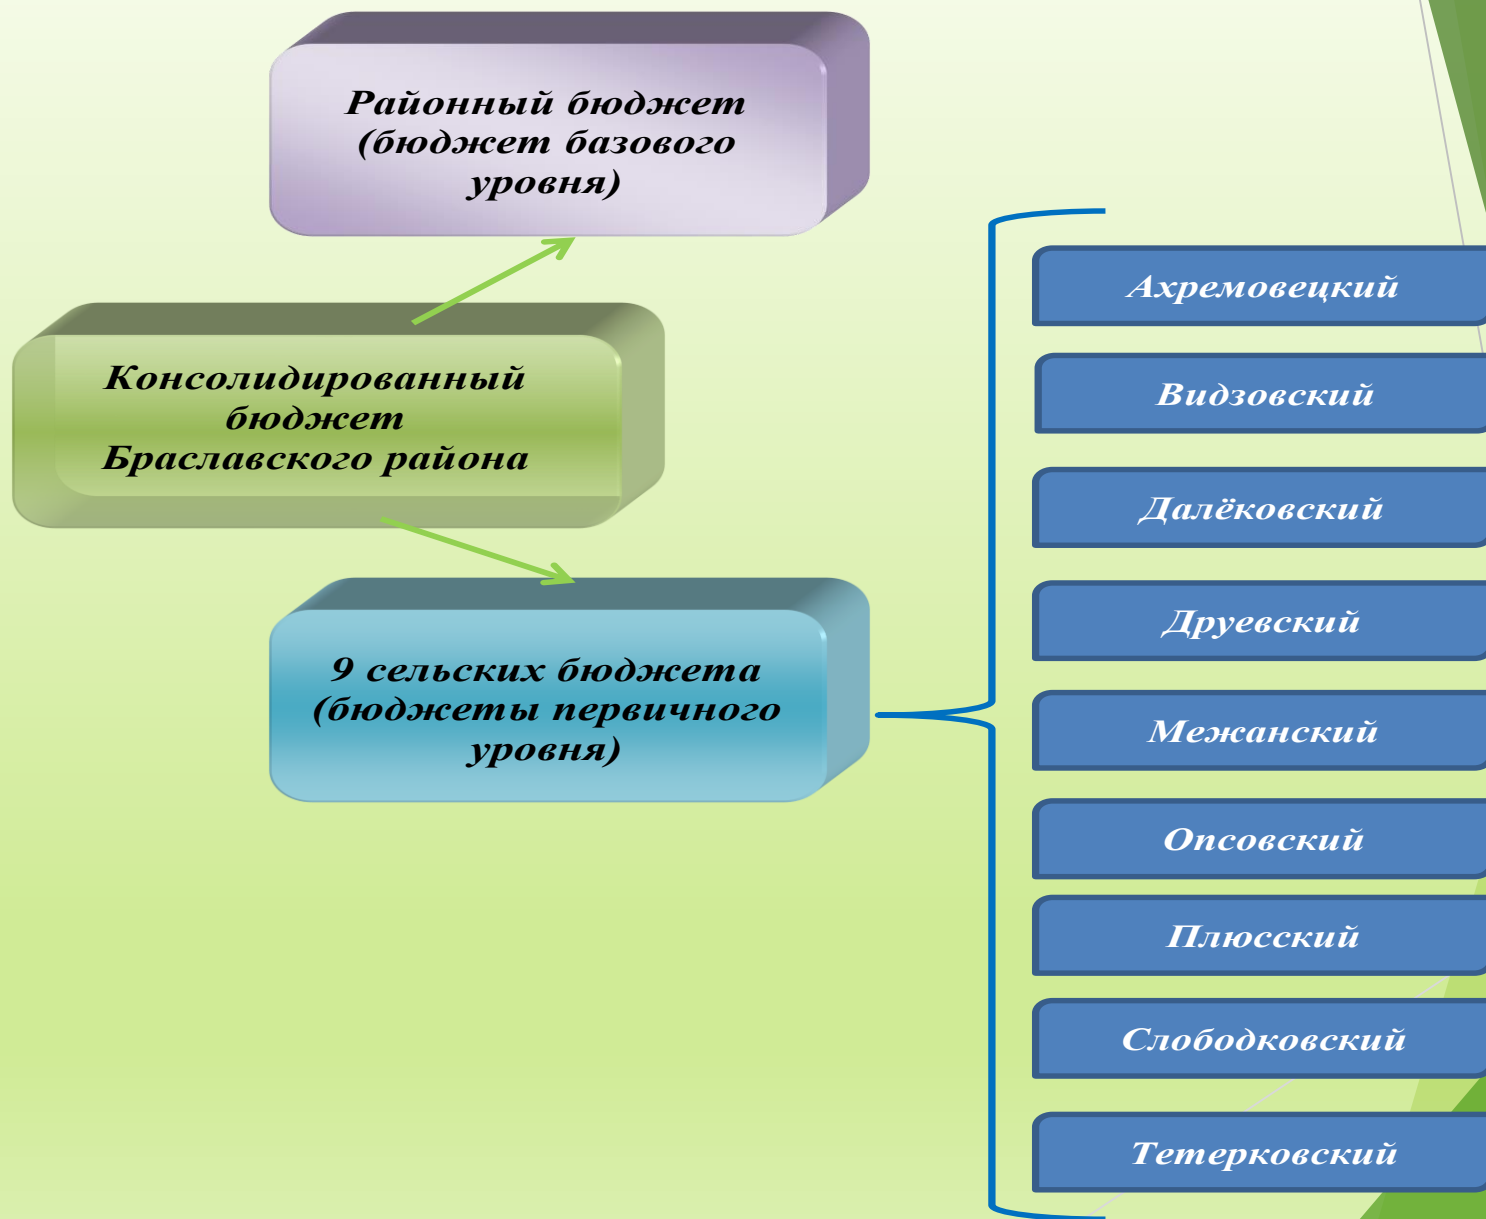 Районный бюджет
(бюджет базового
уровня)
Консолидированный
бюджет
Браславского района
9 сельских бюджета
(бюджеты первичного
уровня)
Ахремовецкий
Видзовский
Далёковский
Друевский
Межанский
Опсовский
Плюсский
Слободковский
Тетерковский